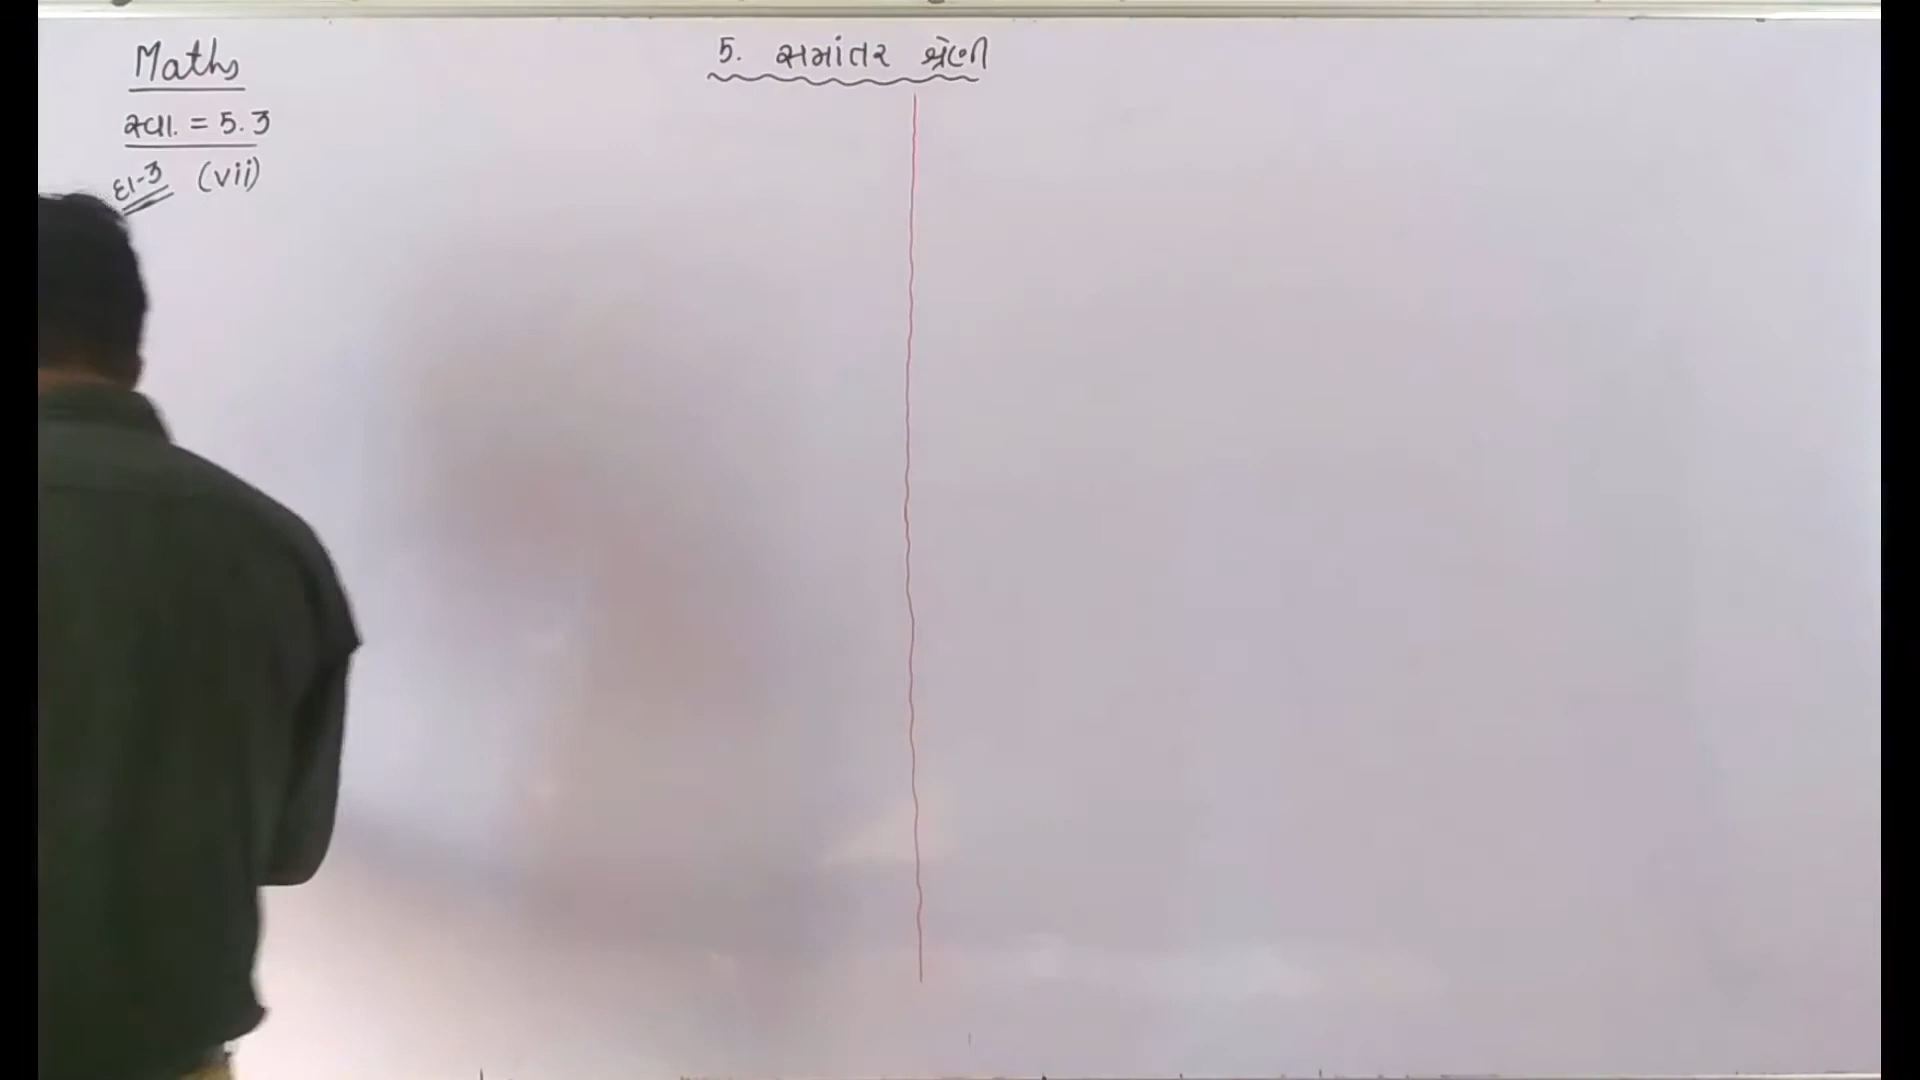 Maths
5. સમાંતર શ્રેણી
સ્વા. = 5.3
દા-3 (vii)